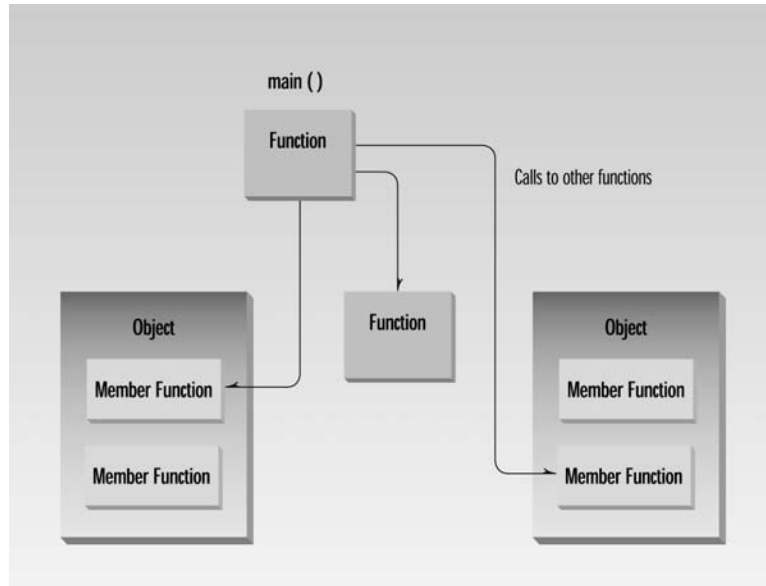 main ( )
Function
Calls to other functions
Function
Object
Member Function
Member Function
Object
Member Function
Member Function